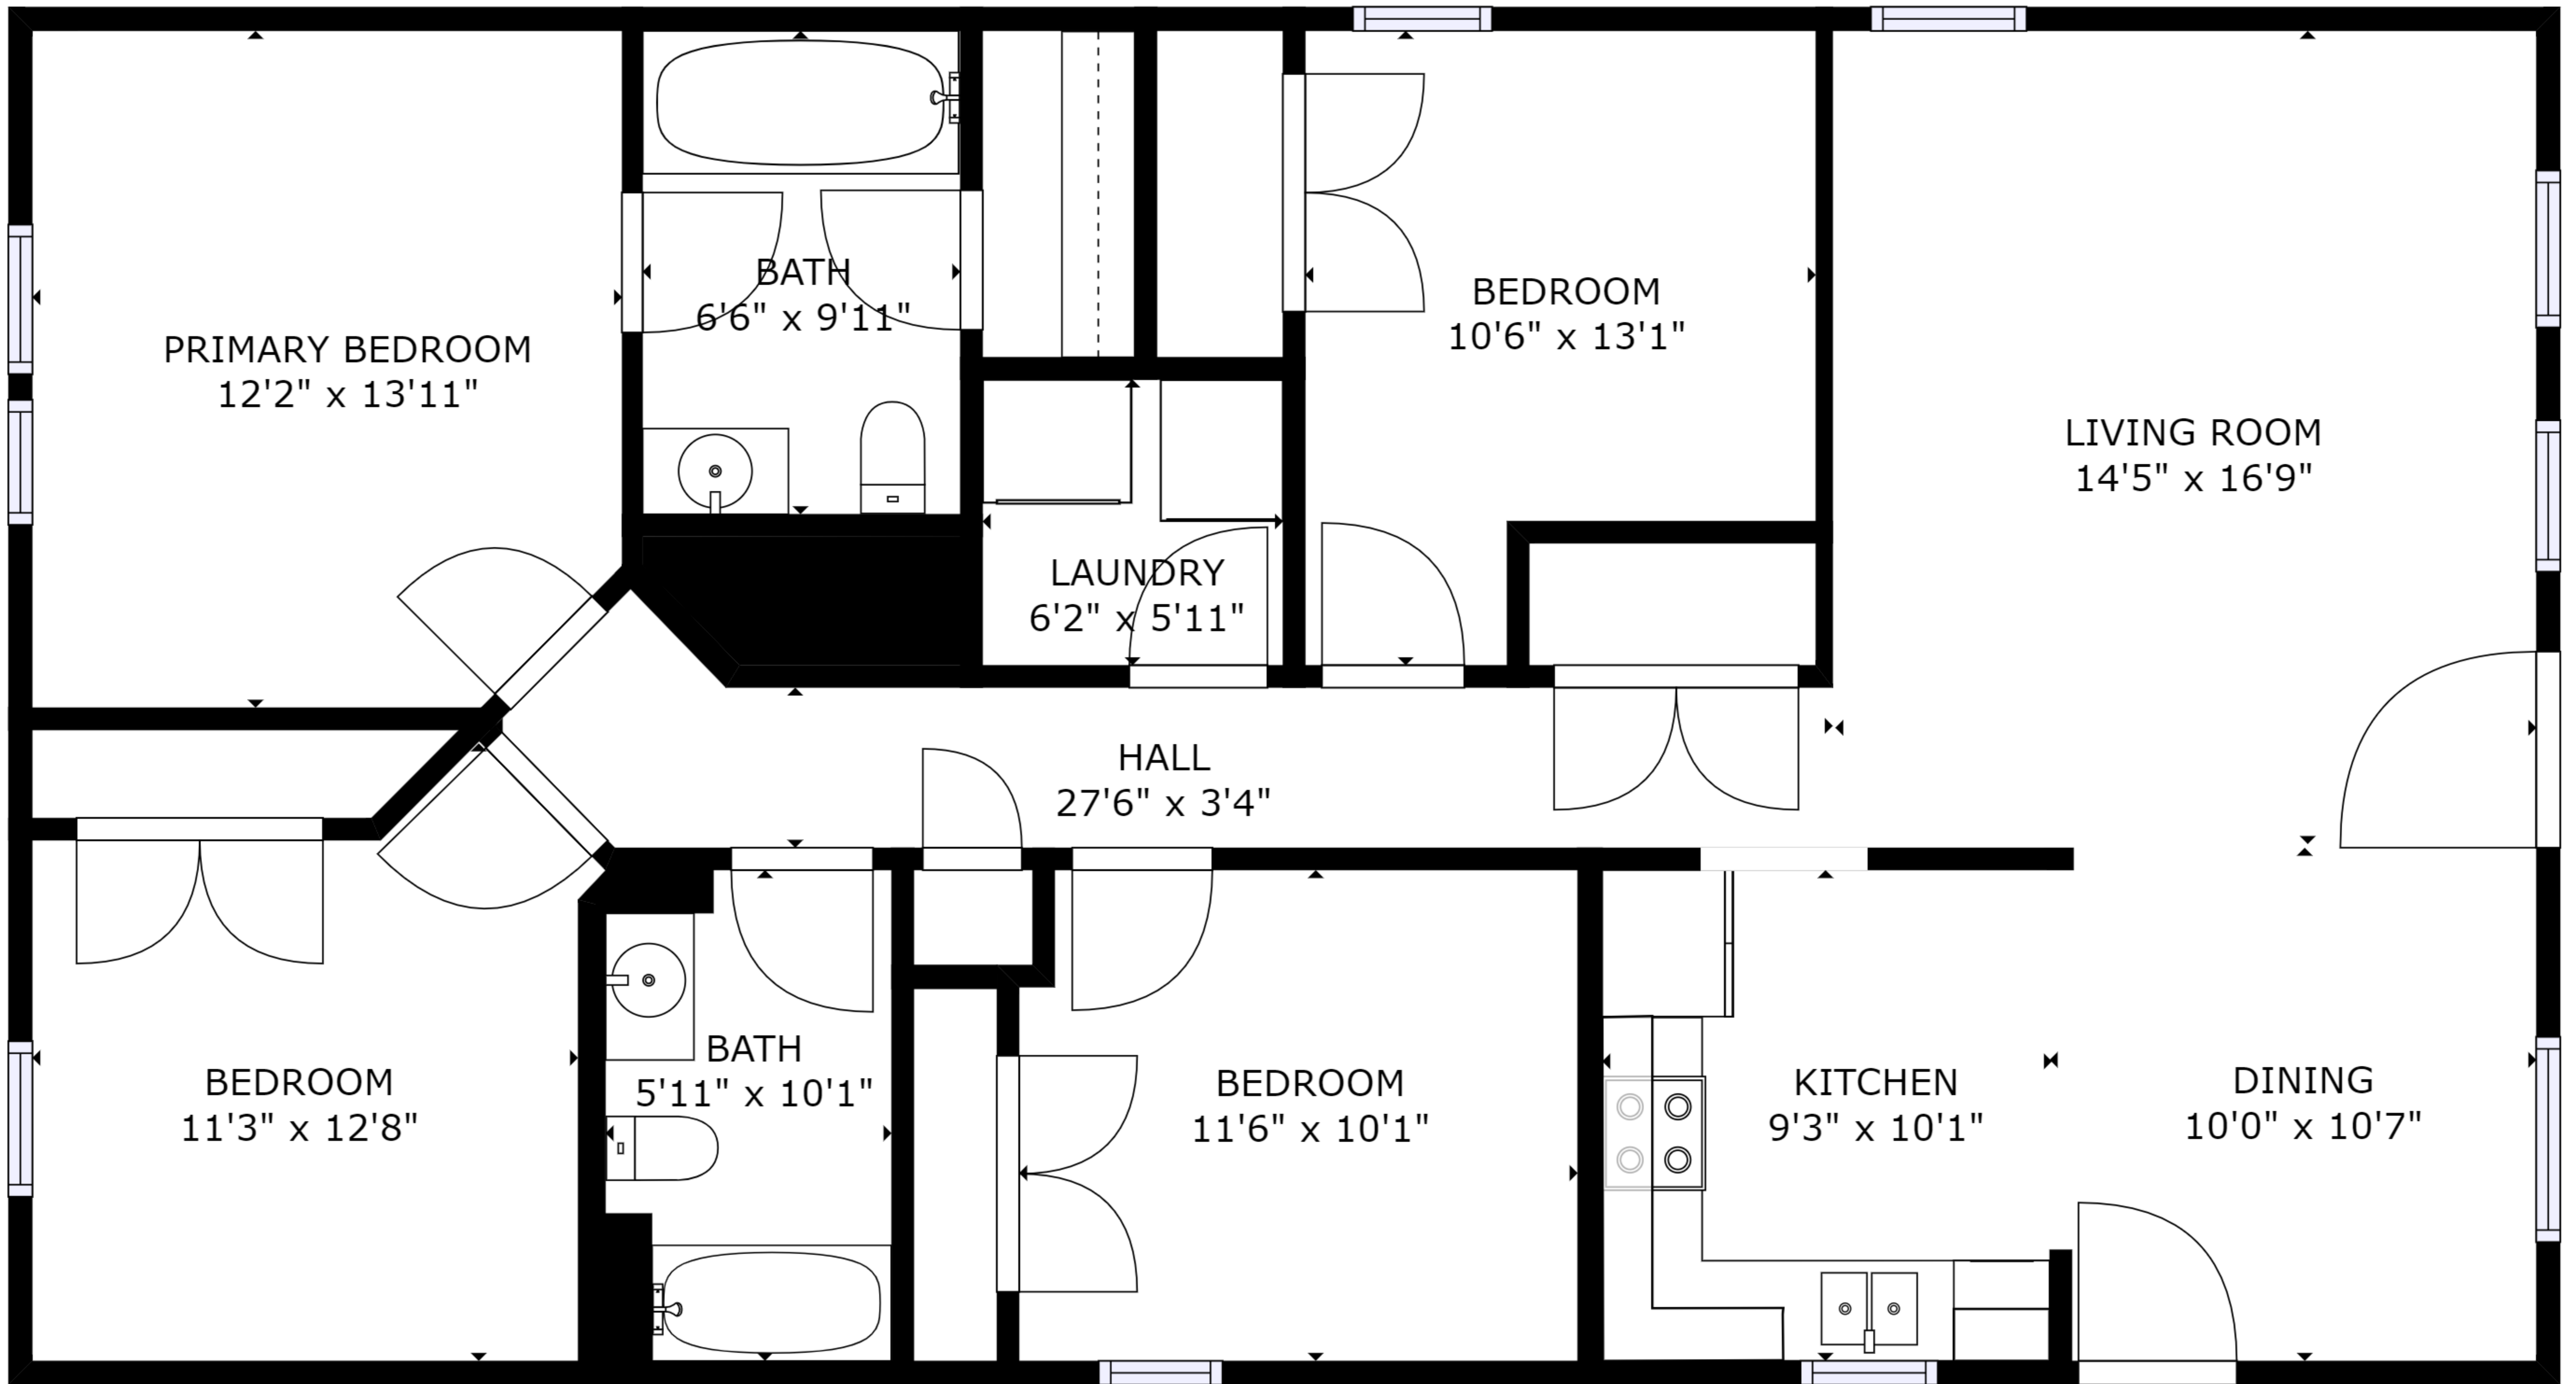 BATH
6'6" x 9'11"
BEDROOM
10'6" x 13'1"
PRIMARY BEDROOM
12'2" x 13'11"
LIVING ROOM
14'5" x 16'9"
LAUNDRY
6'2" x 5'11"
HALL
27'6" x 3'4"
BEDROOM
11'3" x 12'8"
BATH
5'11" x 10'1"
BEDROOM
11'6" x 10'1"
KITCHEN
9'3" x 10'1"
DINING
10'0" x 10'7"